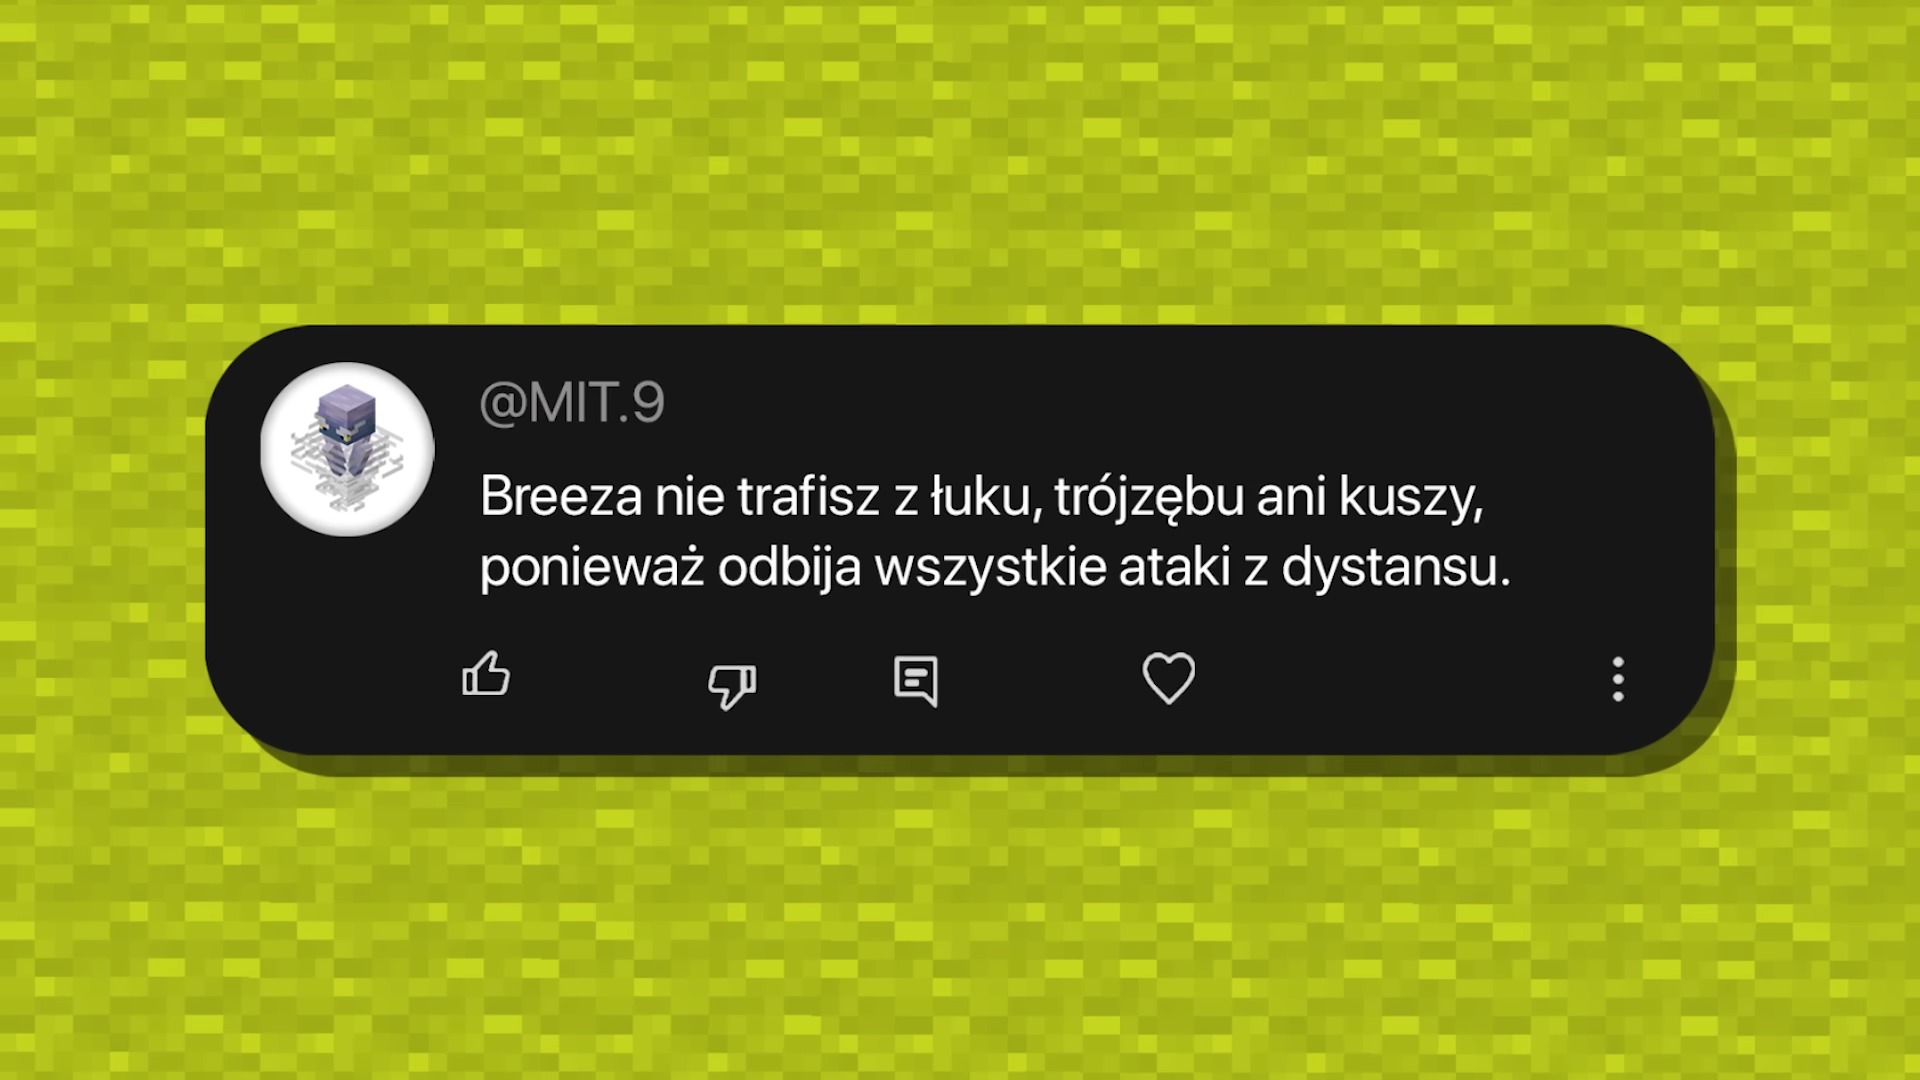 @MIT.9
Breeza nie trafisz z łuku, trójzębu ani kuszy,
ponieważ odbija wszystkie ataki z dystansu.